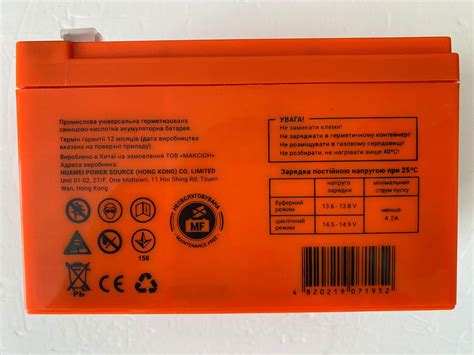 Промислова універсальна герметизована
свинцово-кислотна акумуляторна батарея.
Термін гарантії 12 місяців (дата виробництва
вказана на поверхні приладу).
Вироблено в Китаї на замовлення ТОВ «МАКСІОН»
HUAWEI POWER SOURCE (HONG KONG) CO. LIMITED
Unit 01-02, 27/F, One Midtown, 11 Hoi Shing Rd, Tsuen
Wan, Hong Kong.
УВАГА!
Не замикати клеми!
Не заряджати в герметичному контейнері!
Не розміщувати в газовому середовищі!
Не розбирати, не нагрівати вище 40°C!
Зарядка постійною напругою при 25°C
напруга зарядки
мінімальний струм пуску
буферний режим
13.6 - 13.8 V
циклічний режим
14.5 - 14.9 V
менше 4.2A
НЕОБСЛУГОВУВАНА
MF
MAINTENANCE FREE
Pb
CE
4 820219 071952